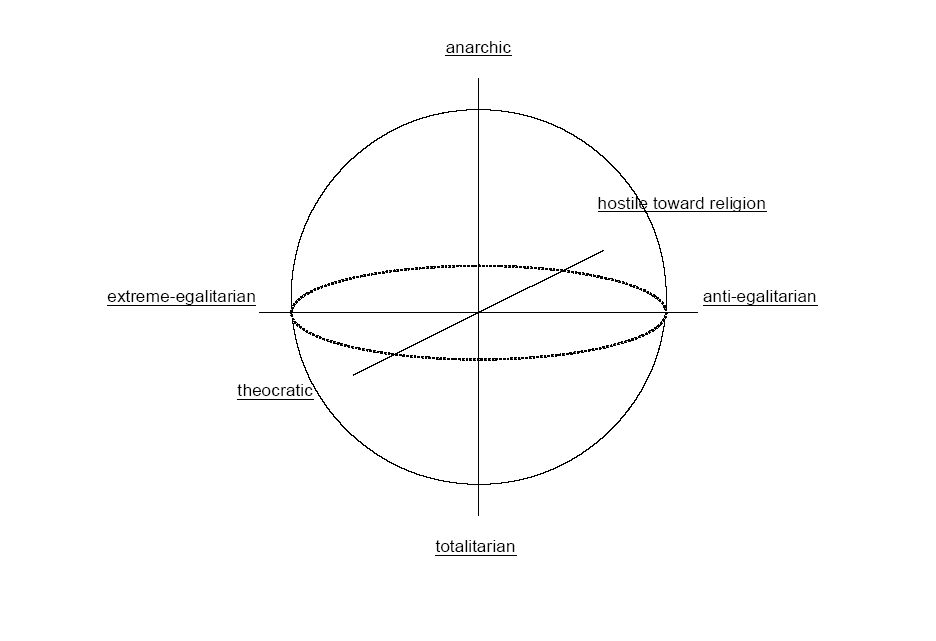 anarchic
hostile toward religion
extreme-egalitarian
anti-egalitarian
theocratic
totalitarian